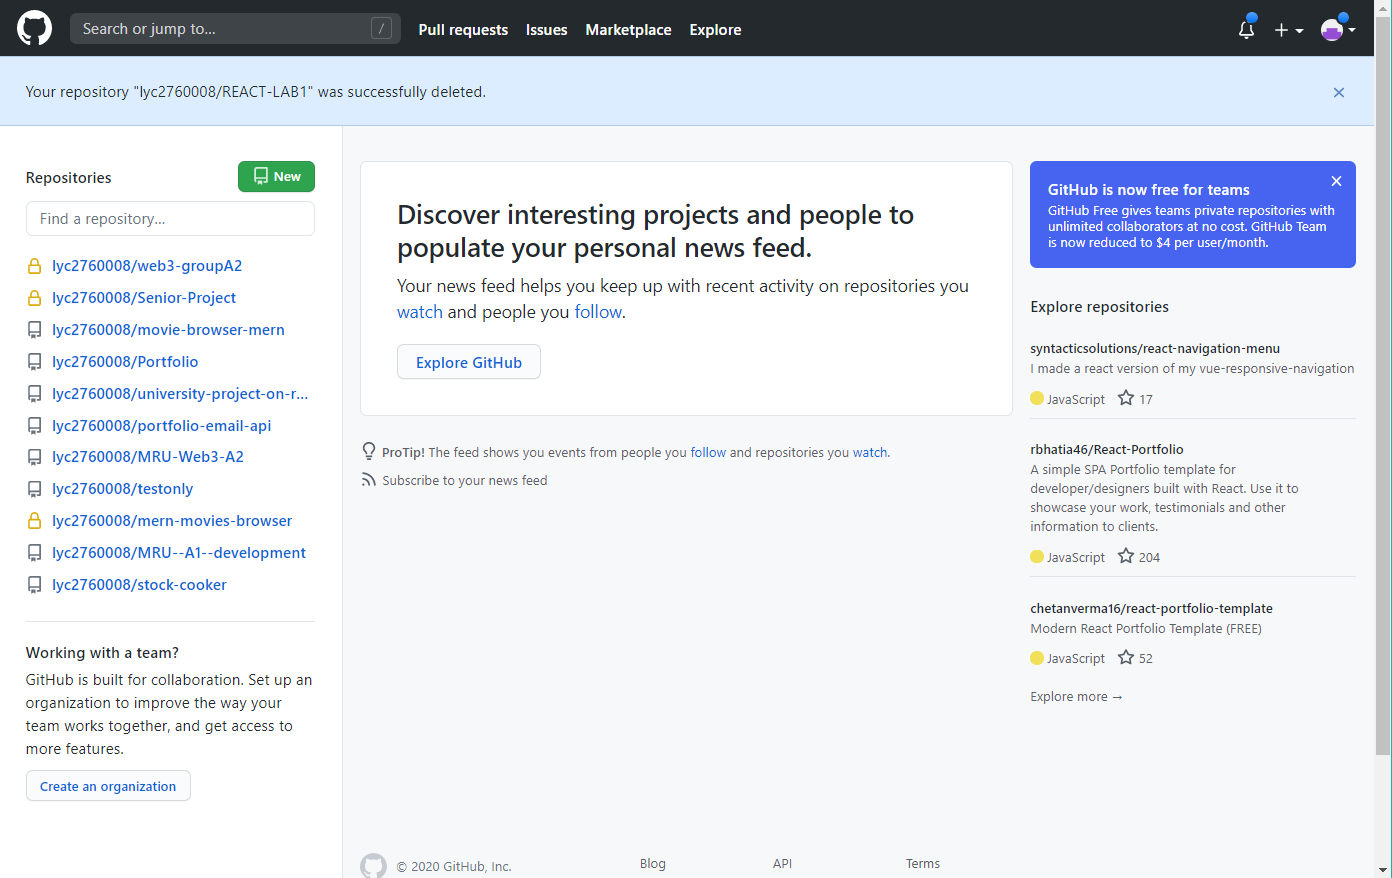 Search or jump to...
/
Pull requests
Issues
Marketplace
Explore
Your repository "lyc2760008/REACT-LAB1" was successfully deleted.
Repositories
New
Find a repository...
lyc2760008/web3-groupA2
lyc2760008/Senior-Project
lyc2760008/movie-browser-mern
lyc2760008/Portfolio
lyc2760008/university-project-on-r...
lyc2760008/portfolio-email-api
lyc2760008/MRU-Web3-A2
lyc2760008/testonly
lyc2760008/mern-movies-browser
lyc2760008/MRU--A1--development
lyc2760008/stock-cooker
Working with a team?
GitHub is built for collaboration. Set up an
organization to improve the way your
team works together, and get access to
more features.
Create an organization
Discover interesting projects and people to
populate your personal news feed.
Your news feed helps you keep up with recent activity on repositories you
watch and people you follow.
Explore GitHub
ProTip! The feed shows you events from people you follow and repositories you watch.
Subscribe to your news feed
GitHub is now free for teams
GitHub Free gives teams private repositories with
unlimited collaborators at no cost. GitHub Team
is now reduced to $4 per user/month.
Explore repositories
syntacticsolutions/react-navigation-menu
I made a react version of my vue-responsive-navigation
JavaScript 17
rbhatia46/React-Portfolio
A simple SPA Portfolio template for
developer/designers built with React. Use it to
showcase your work, testimonials and other
information to clients.
JavaScript 204
chetanverma16/react-portfolio-template
Modern React Portfolio Template (FREE)
JavaScript 52
Explore more →
© 2020 GitHub, Inc.
Blog
API
Terms